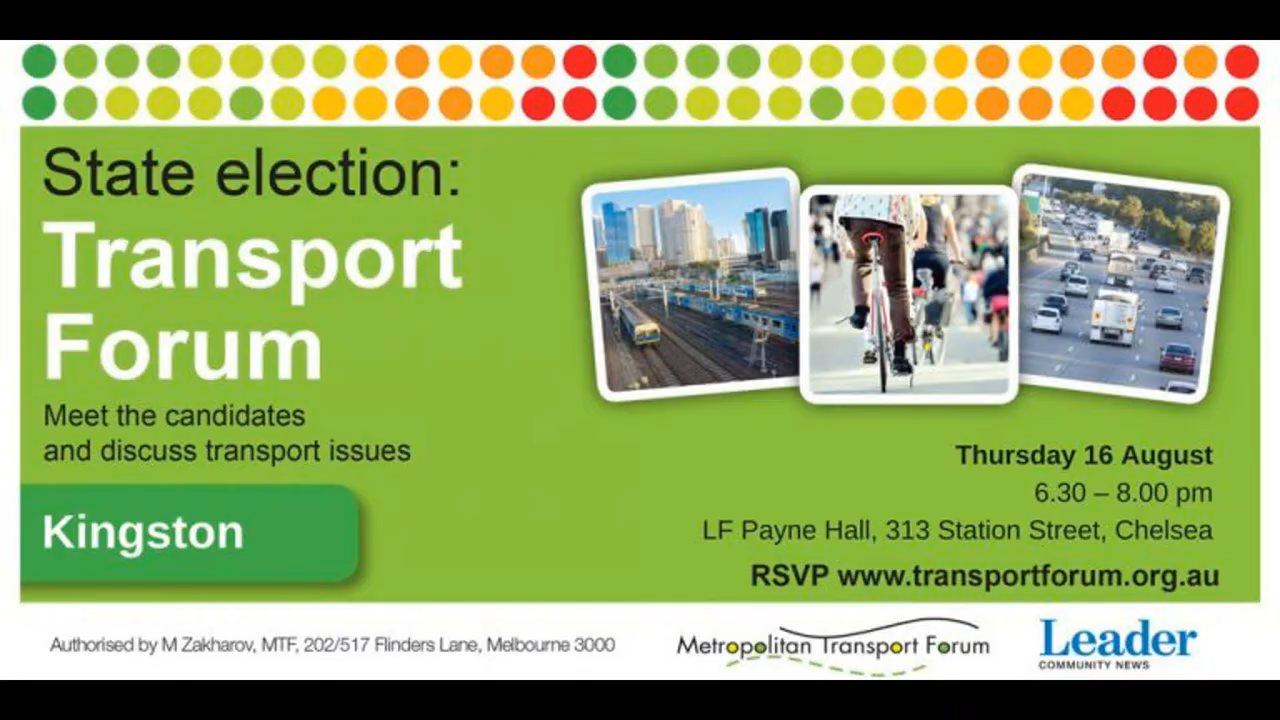 State election:
Transport
Forum
Meet the candidates
and discuss transport issues
Kingston
Thursday 16 August
6.30 – 8.00 pm
LF Payne Hall, 313 Station Street, Chelsea
RSVP www.transportforum.org.au
Authorised by M Zakharov, MTF, 202/517 Flinders Lane, Melbourne 3000
Metropolitan Transport Forum
Leader
COMMUNITY NEWS